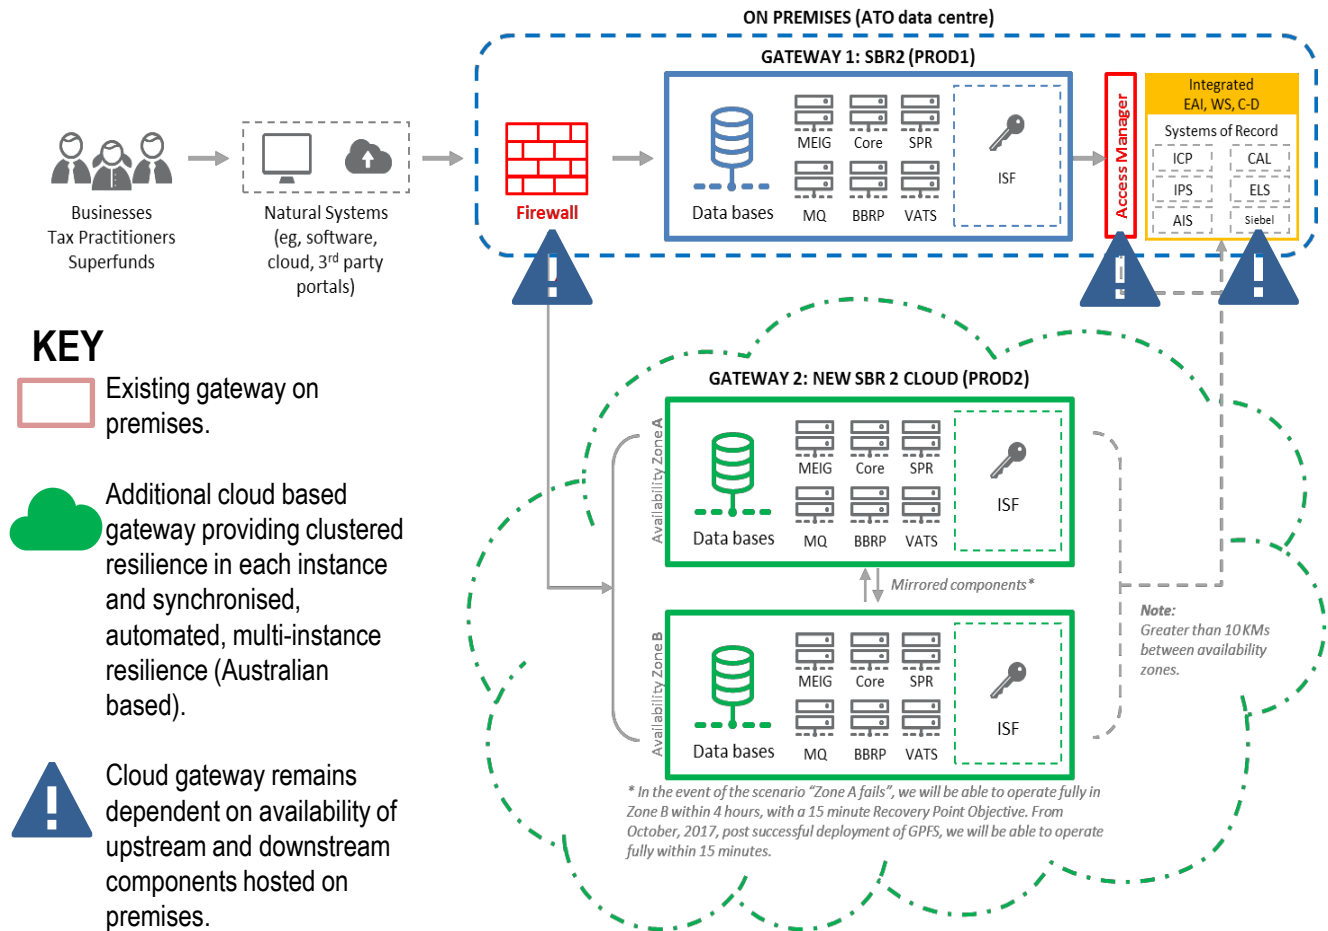 ON PREMISES (ATO data centre)
GATEWAY 1: SBR2 (PROD1)
Businesses
Tax Practitioners
Superfunds
Natural Systems
(eg, software,
cloud, 3rd party
portals)
Firewall
!
Data bases
MEIG
Core
SPR
MQ
BBRP
VATS
ISF
Access Manager
!
Integrated
EAI, WS, C-D
Systems of Record
ICP
CAL
IPS
ELS
AIS
Siebel
!
KEY
Existing gateway on
premises.
Additional cloud based
gateway providing clustered
resilience in each instance
and synchronised,
automated, multi-instance
resilience (Australian
based).
!
Cloud gateway remains
dependent on availability of
upstream and downstream
components hosted on
premises.
GATEWAY 2: NEW SBR 2 CLOUD (PROD2)
Availability Zone A
Data bases
MEIG
Core
SPR
MQ
BBRP
VATS
ISF
Mirrored components*
Availability Zone B
Data bases
MEIG
Core
SPR
MQ
BBRP
VATS
ISF
Note:
Greater than 10 KMs
between availability
zones.
* In the event of the scenario “Zone A fails”, we will be able to operate fully in
Zone B within 4 hours, with a 15 minute Recovery Point Objective. From
October, 2017, post successful deployment of GPFS, we will be able to operate
fully within 15 minutes.